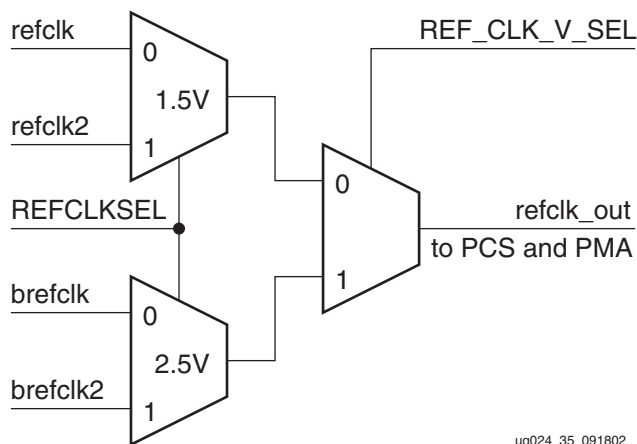 refclk
0
1.5V
refclk2
1
REFCLKSEL
brefclk
0
2.5V
brefclk2
1
REF_CLK_V_SEL
0
1
refclk_out
to PCS and PMA
ug024_35_091802